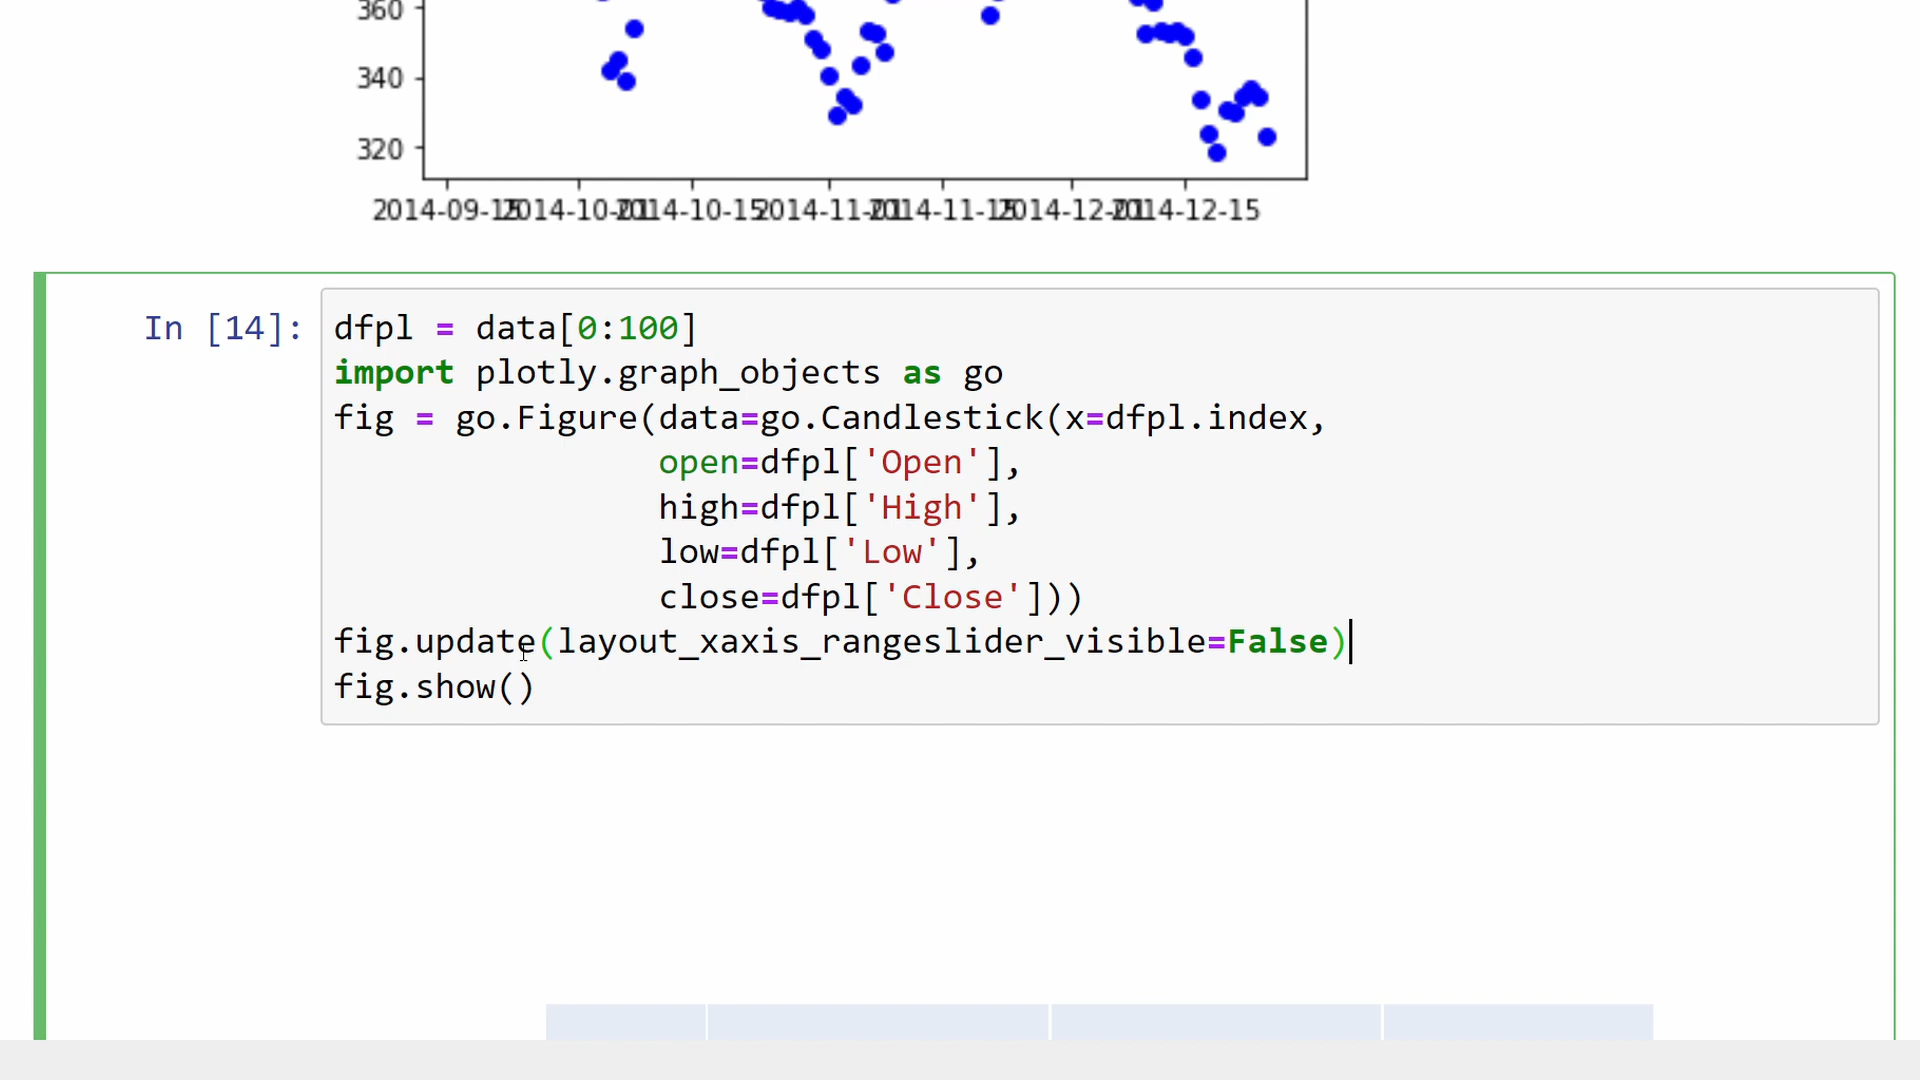 360
340
320
2014-09-15 2014-10-01 2014-10-15 2014-11-01 2014-11-15 2014-12-01 2014-12-15
In [14]:
dfpl = data[0:100]
import plotly.graph_objects as go
fig = go.Figure(data=go.Candlestick(x=dfpl.index,
open=dfpl['Open'],
high=dfpl['High'],
low=dfpl['Low'],
close=dfpl['Close']))
fig.update(layout_xaxis_rangeslider_visible=False)
fig.show()